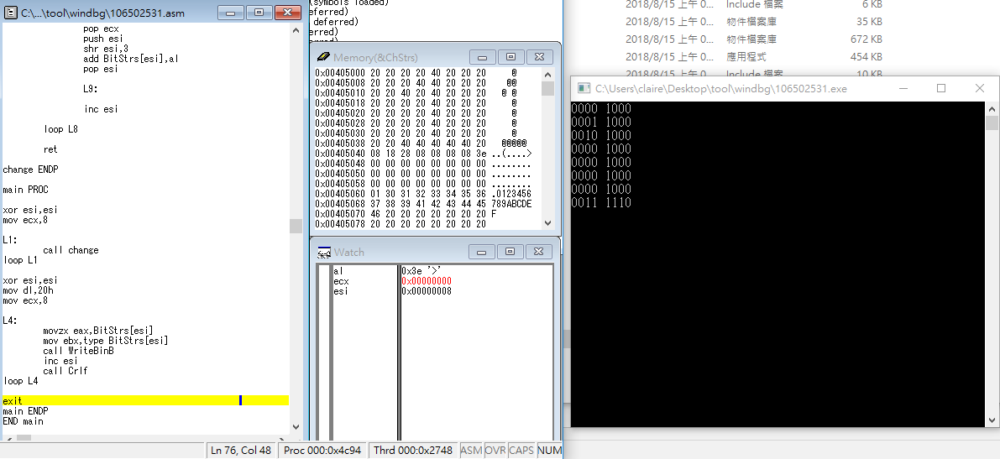 C:\...\tool\windbg\106502531.asm
pop ecx
push esi
shr esi,3
add BitStrs[esi],al
pop esi
L9:
inc esi
loop L8
ret
change ENDP
main PROC
xor esi,esi
mov ecx,8
L1:
call change
loop L1
xor esi,esi
mov dl,20h
mov ecx,8
L4:
movzx eax,BitStrs[esi]
mov ebx,type BitStrs[esi]
call WriteBinB
inc esi
call Crlf
loop L4
exit
main ENDP
END main
(symbols loaded)
eferred)
deferred)
erred)
Memory(&ChStrs)
0x00405000 20 20 20 20 40 20 20 20     @
0x00405008 20 20 20 40 40 20 20 20    @@
0x00405010 20 20 40 20 40 20 20 20   @ @
0x00405018 20 20 20 20 40 20 20 20     @
0x00405020 20 20 20 20 40 20 20 20     @
0x00405028 20 20 20 20 40 20 20 20     @
0x00405030 20 20 20 20 40 20 20 20     @
0x00405038 20 20 40 40 40 40 40 20   @@@@@
0x00405040 08 18 28 08 08 08 08 3e ..(....>
0x00405048 00 00 00 00 00 00 00 00 ........
0x00405050 00 00 00 00 00 00 00 00 ........
0x00405058 00 00 00 00 00 00 00 00 ........
0x00405060 01 30 31 32 33 34 35 36 .0123456
0x00405068 37 38 39 41 42 43 44 45 789ABCDE
0x00405070 46 20 20 20 20 20 20 20 F
0x00405078 20 20 20 20 20 20 20 20
Watch
al 0x3e '>'
ecx 0x00000000
esi 0x00000008
2018/8/15 上午 0... Include 檔案 6 KB
2018/8/15 上午 0... 物件檔案庫 35 KB
2018/8/15 上午 0... 物件檔案庫 672 KB
2018/8/15 上午 0... 應用程式 454 KB
2018/8/15 上午 0... Include 檔案 10 KB
C:\Users\claire\Desktop\tool\windbg\106502531.exe
0000 1000
0001 1000
0010 1000
0000 1000
0000 1000
0000 1000
0000 1000
0011 1110
Ln 76, Col 48 Proc 000:0x4c94 Thrd 000:0x2748 ASM OVR CAPS NUM